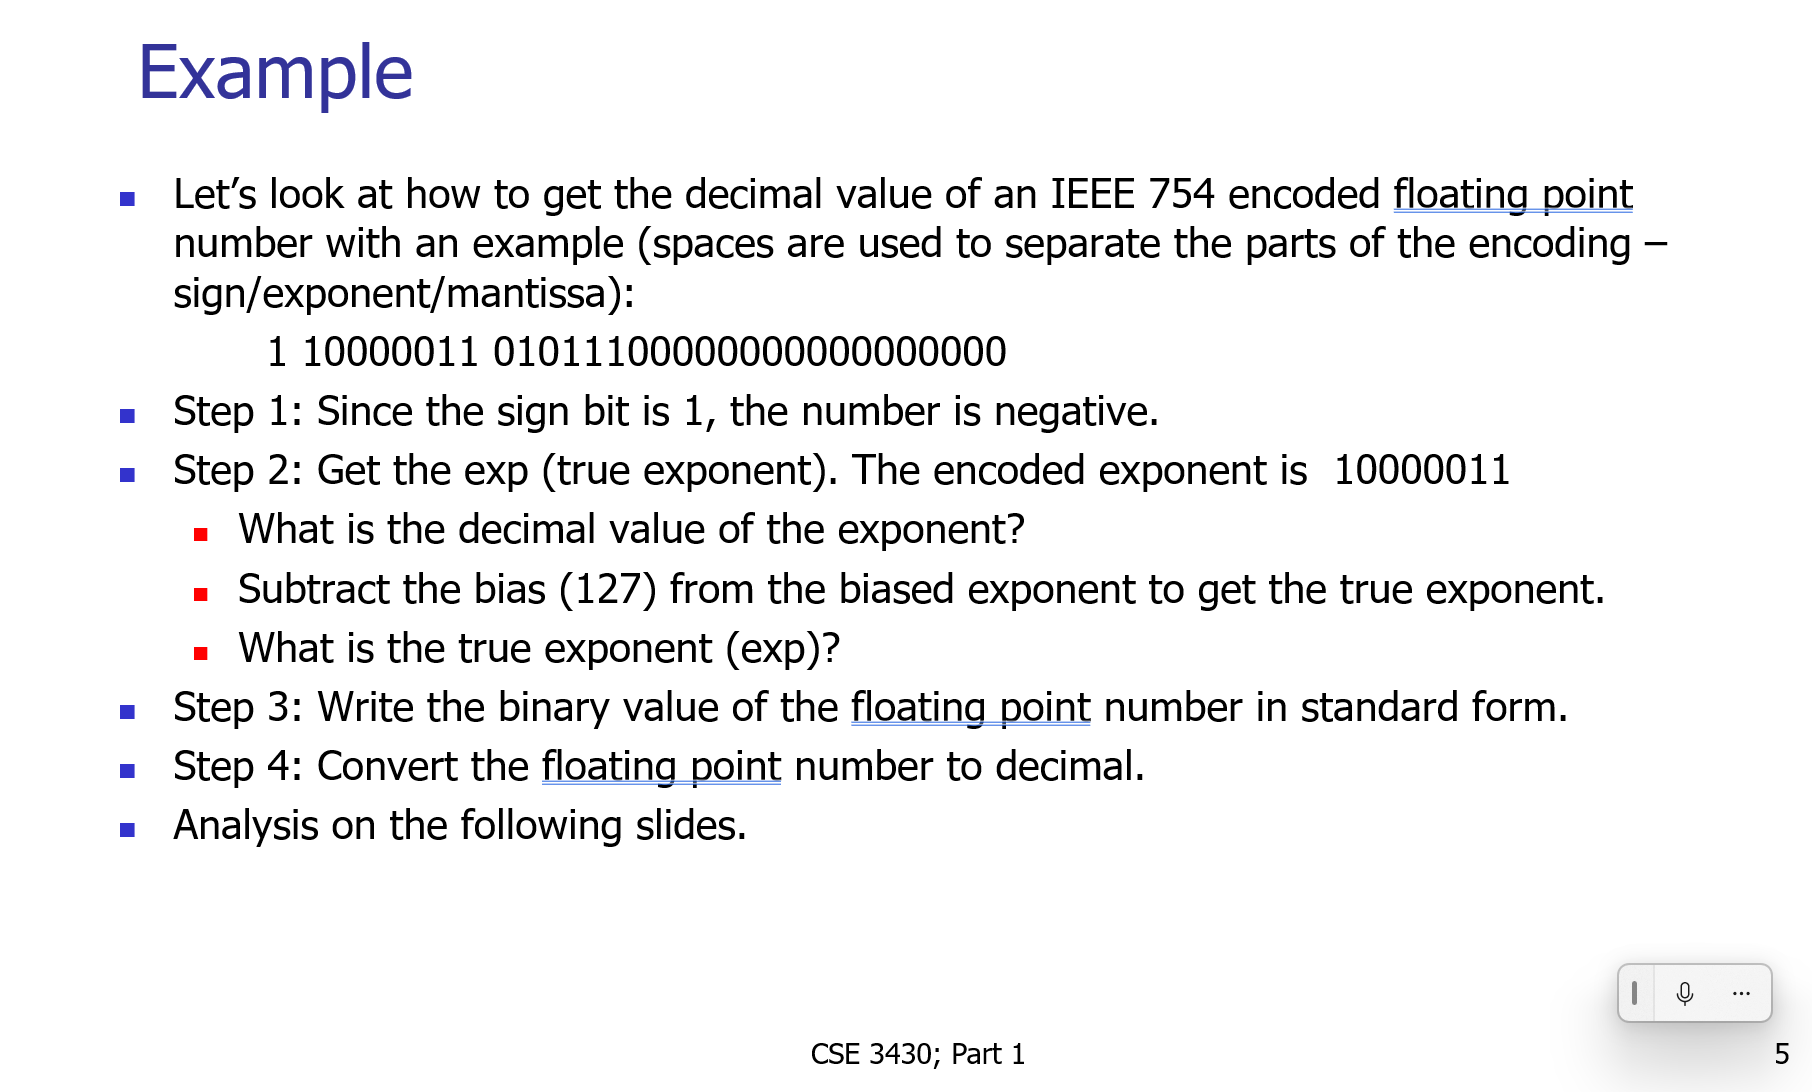 Example
Let’s look at how to get the decimal value of an IEEE 754 encoded floating point
number with an example (spaces are used to separate the parts of the encoding –
sign/exponent/mantissa):
1 10000011 01011100000000000000000
Step 1: Since the sign bit is 1, the number is negative.
Step 2: Get the exp (true exponent). The encoded exponent is 10000011
What is the decimal value of the exponent?
Subtract the bias (127) from the biased exponent to get the true exponent.
What is the true exponent (exp)?
Step 3: Write the binary value of the floating point number in standard form.
Step 4: Convert the floating point number to decimal.
Analysis on the following slides.
CSE 3430; Part 1
5